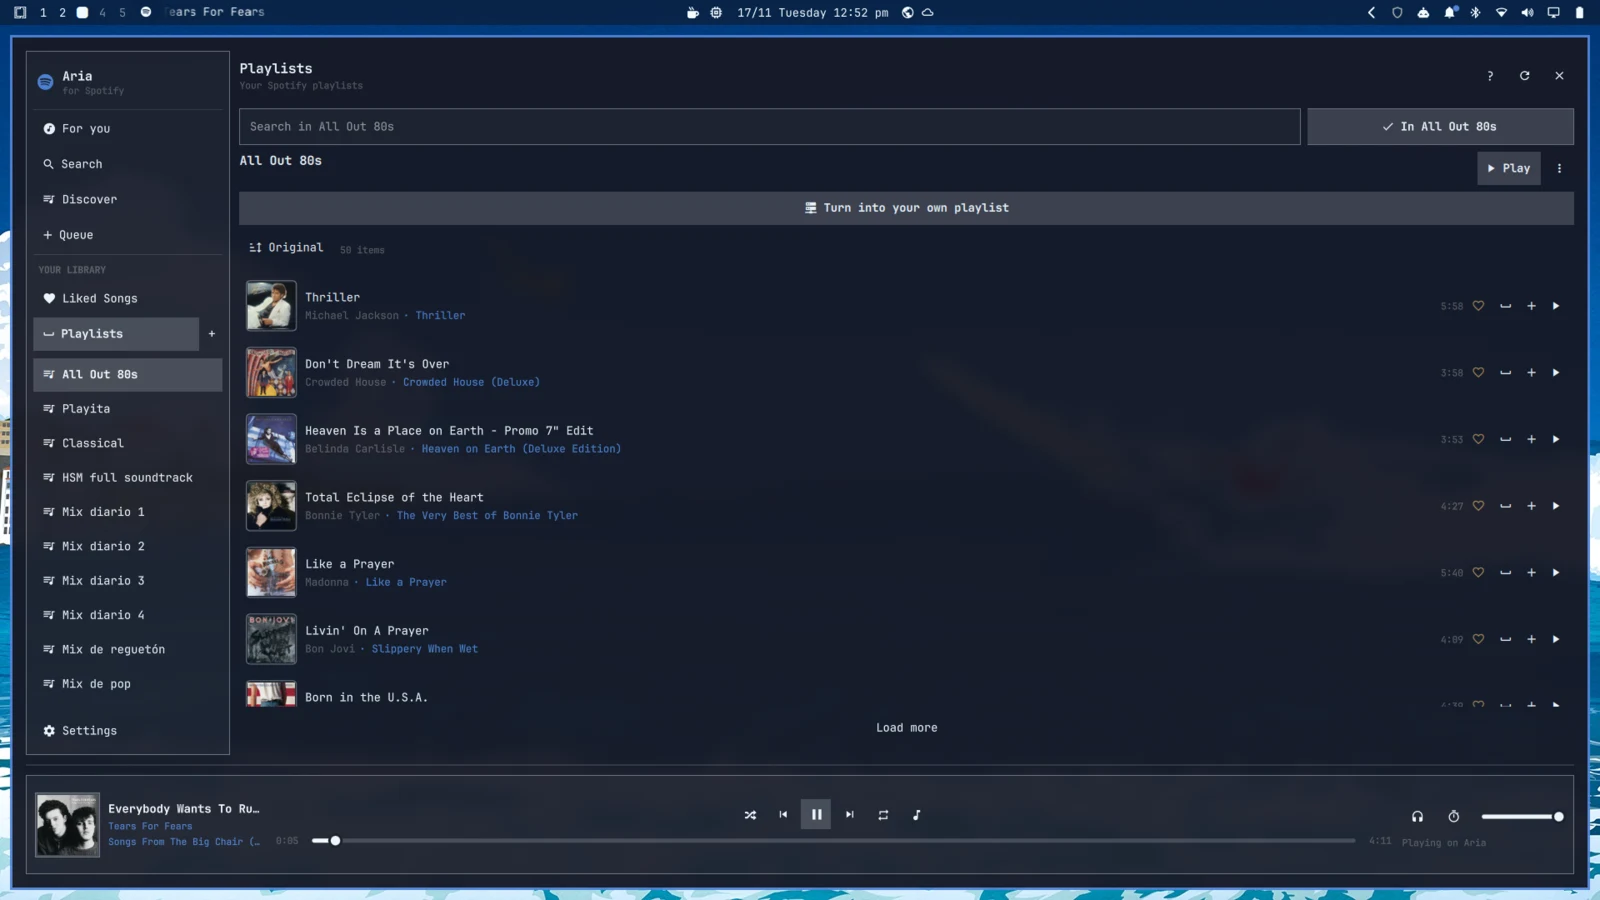 1 2 4 5 Tears For Fears
17/11 Tuesday 12:52 pm
Aria
for Spotify
For you
Search
Discover
Queue
YOUR LIBRARY
Liked Songs
Playlists +
All Out 80s
Playita
Classical
HSM full soundtrack
Mix diario 1
Mix diario 2
Mix diario 3
Mix diario 4
Mix de reguetón
Mix de pop
Settings
Playlists
Your Spotify playlists
?
Search in All Out 80s
In All Out 80s
All Out 80s
Play
Turn into your own playlist
Original 50 items
Thriller
Michael Jackson · Thriller
5:58
Don't Dream It's Over
Crowded House · Crowded House (Deluxe)
3:58
Heaven Is a Place on Earth - Promo 7" Edit
Belinda Carlisle · Heaven on Earth (Deluxe Edition)
3:53
Total Eclipse of the Heart
Bonnie Tyler · The Very Best of Bonnie Tyler
4:27
Like a Prayer
Madonna · Like a Prayer
5:40
BON JOVI
Livin' On A Prayer
Bon Jovi · Slippery When Wet
4:09
Born in the U.S.A.
Load more
Everybody Wants To Ru…
Tears For Fears
Songs From The Big Chair (…
0:05
4:11
Playing on Aria